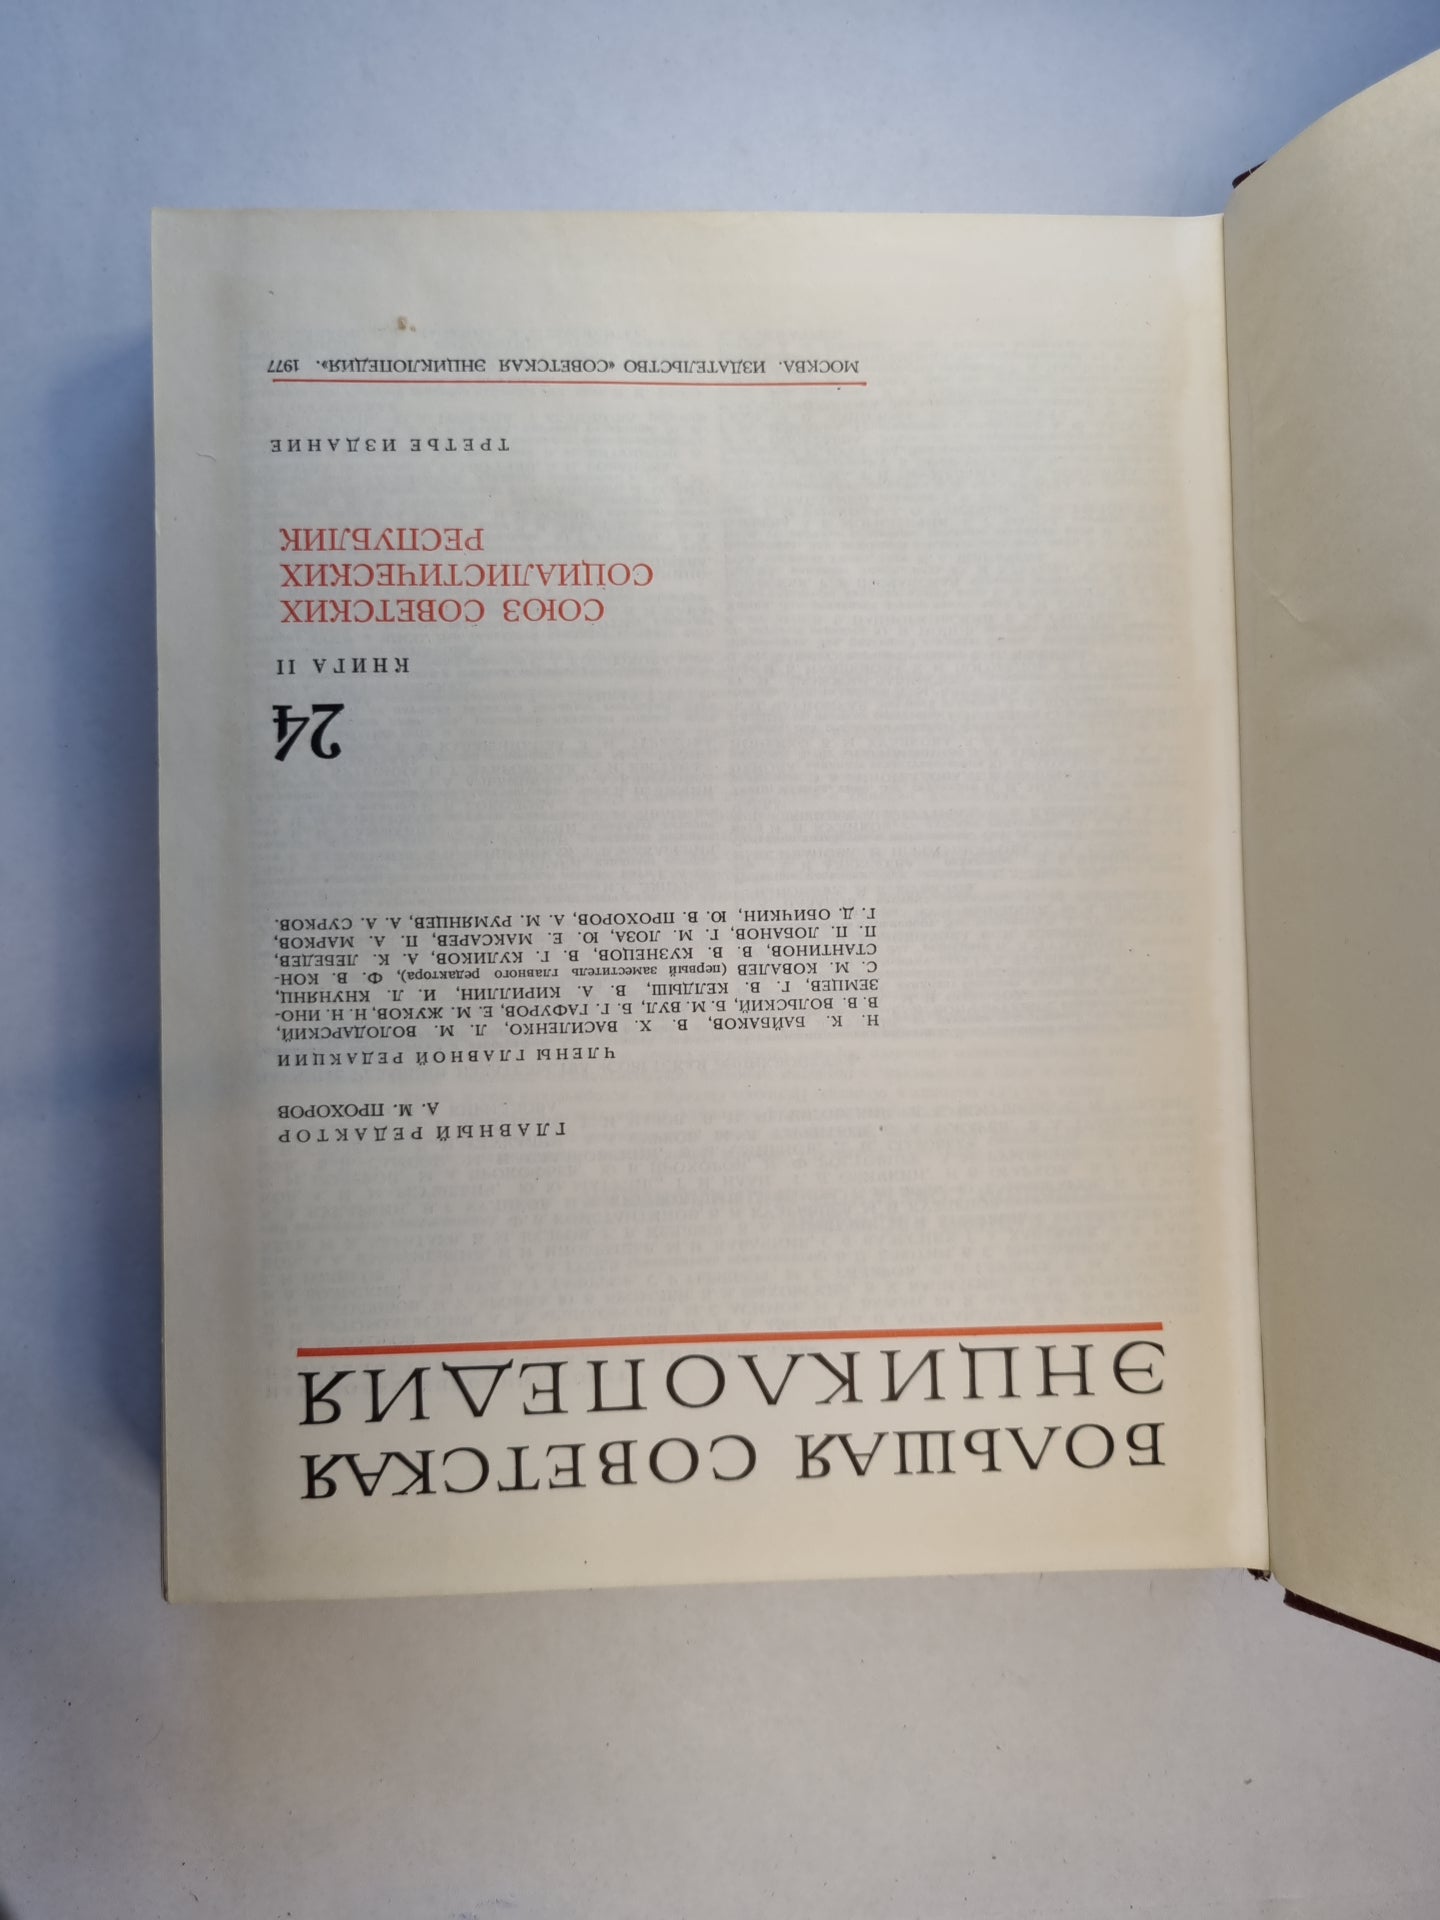 БОЛЬШАЯ СОВЕТСКАЯ
ЭНЦИКЛОПЕДИЯ
ГЛАВНЫЙ РЕДАКТОР
А. М. ПРОХОРОВ
ЧЛЕНЫ ГЛАВНОЙ РЕДАКЦИИ
Н. К. БАЙБАКОВ, В. Х. ВАСИЛЕНКО, Л. М. ВОЛОДАРСКИЙ,
В. В. ВОЛЬСКИЙ, Б. М. ВУЛ, Б. Г. ГАФУРОВ, Е. М. ЖУКОВ, Н. Н. ИНО-
ЗЕМЦЕВ, Г. В. КЕЛДЫШ, В. А. КИРИЛЛИН, И. Л. КНУНЯНЦ,
С. М. КОВАЛЕВ (первый заместитель главного редактора), Ф. В. КОН-
СТАНТИНОВ, В. В. КУЗНЕЦОВ, В. Г. КУЛИКОВ, А. К. ЛЕБЕДЕВ,
П. П. ЛОБАНОВ, Г. М. ЛОЗА, Ю. Е. МАКСАРЕВ, П. А. МАРКОВ,
Г. Д. ОБИЧКИН, Ю. В. ПРОХОРОВ, А. М. РУМЯНЦЕВ, А. А. СУРКОВ.
24
КНИГА II
СОЮЗ СОВЕТСКИХ
СОЦИАЛИСТИЧЕСКИХ
РЕСПУБЛИК
ТРЕТЬЕ ИЗДАНИЕ
МОСКВА. ИЗДАТЕЛЬСТВО «СОВЕТСКАЯ ЭНЦИКЛОПЕДИЯ». 1977